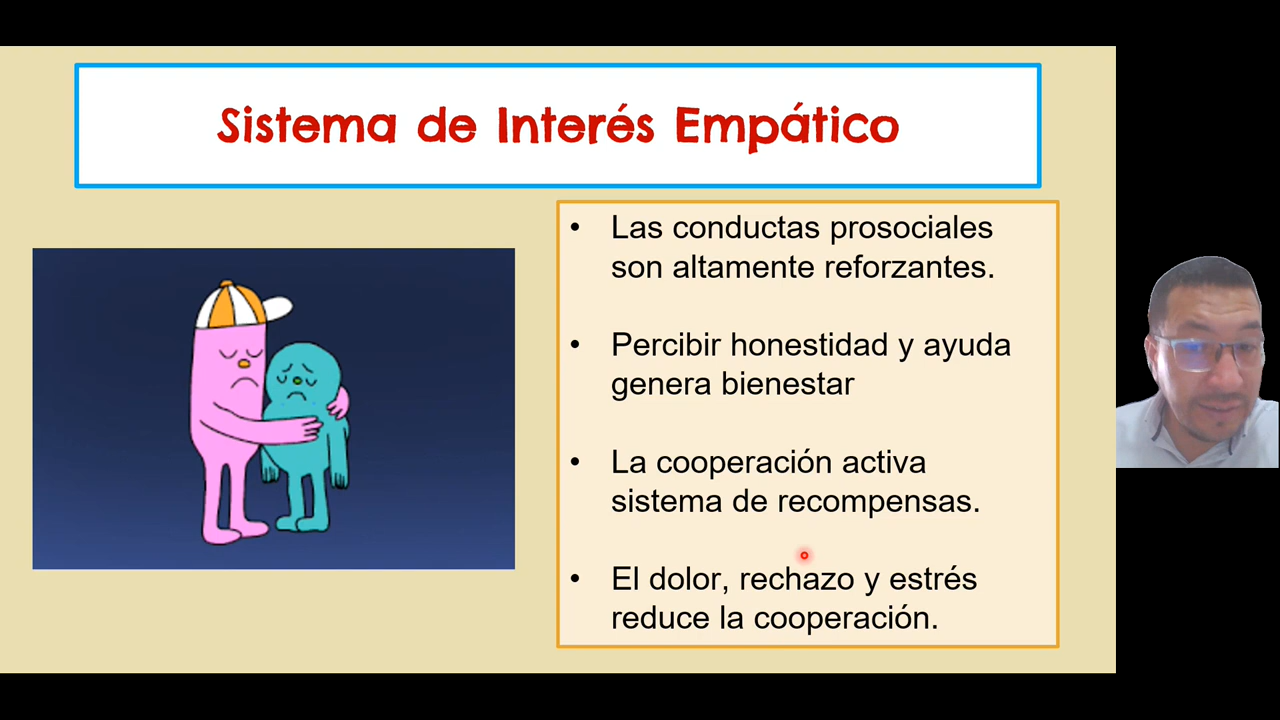 Sistema de Interés Empático
• Las conductas prosociales
son altamente reforzantes.
• Percibir honestidad y ayuda
genera bienestar
• La cooperación activa
sistema de recompensas.
• El dolor, rechazo y estrés
reduce la cooperación.